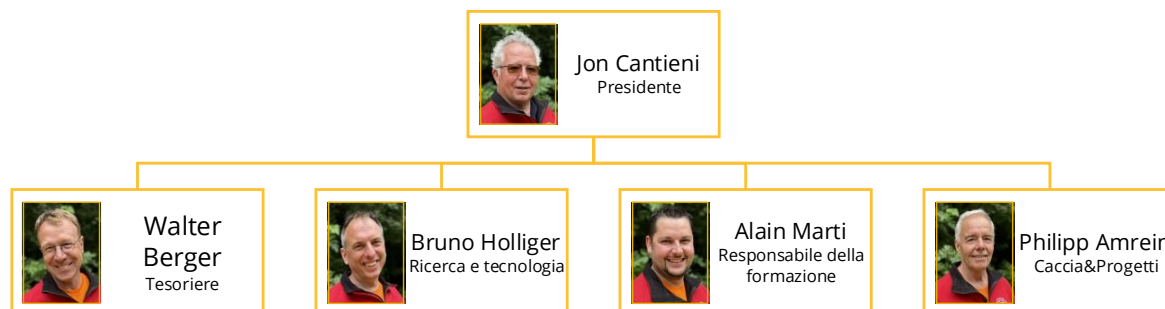 Jon Cantieni
Presidente
Walter
Berger
Tesoriere
Bruno Holliger
Ricerca e tecnologia
Alain Marti
Responsabile della
formazione
Philipp Amrein
Caccia&Progetti